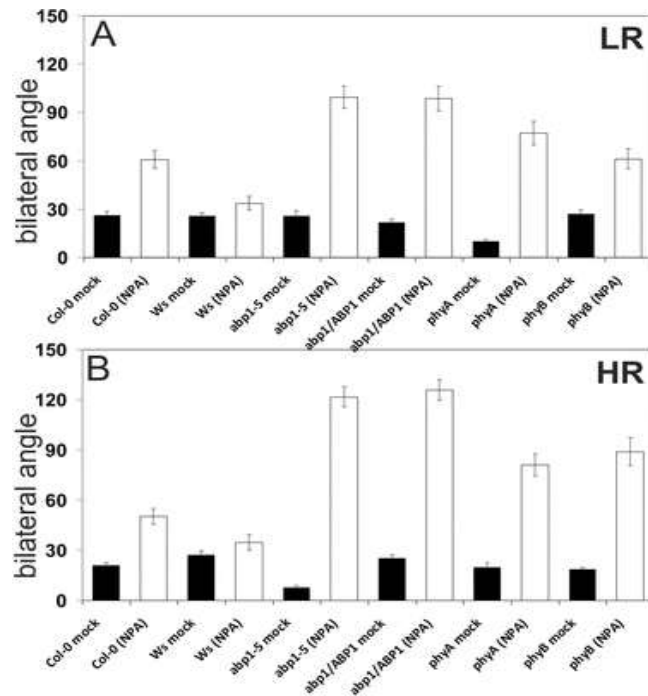 A
LR
bilateral angle
150
120
90
60
30
0
Col-0 mock
Col-0 (NPA)
Ws mock
Ws (NPA)
abp1-5 mock
abp1-5 (NPA)
abp1/ABP1 mock
abp1/ABP1 (NPA)
phyA mock
phyA (NPA)
phyB mock
phyB (NPA)
B
HR
bilateral angle
150
120
90
60
30
0
Col-0 mock
Col-0 (NPA)
Ws mock
Ws (NPA)
abp1-5 mock
abp1-5 (NPA)
abp1/ABP1 mock
abp1/ABP1 (NPA)
phyA mock
phyA (NPA)
phyB mock
phyB (NPA)